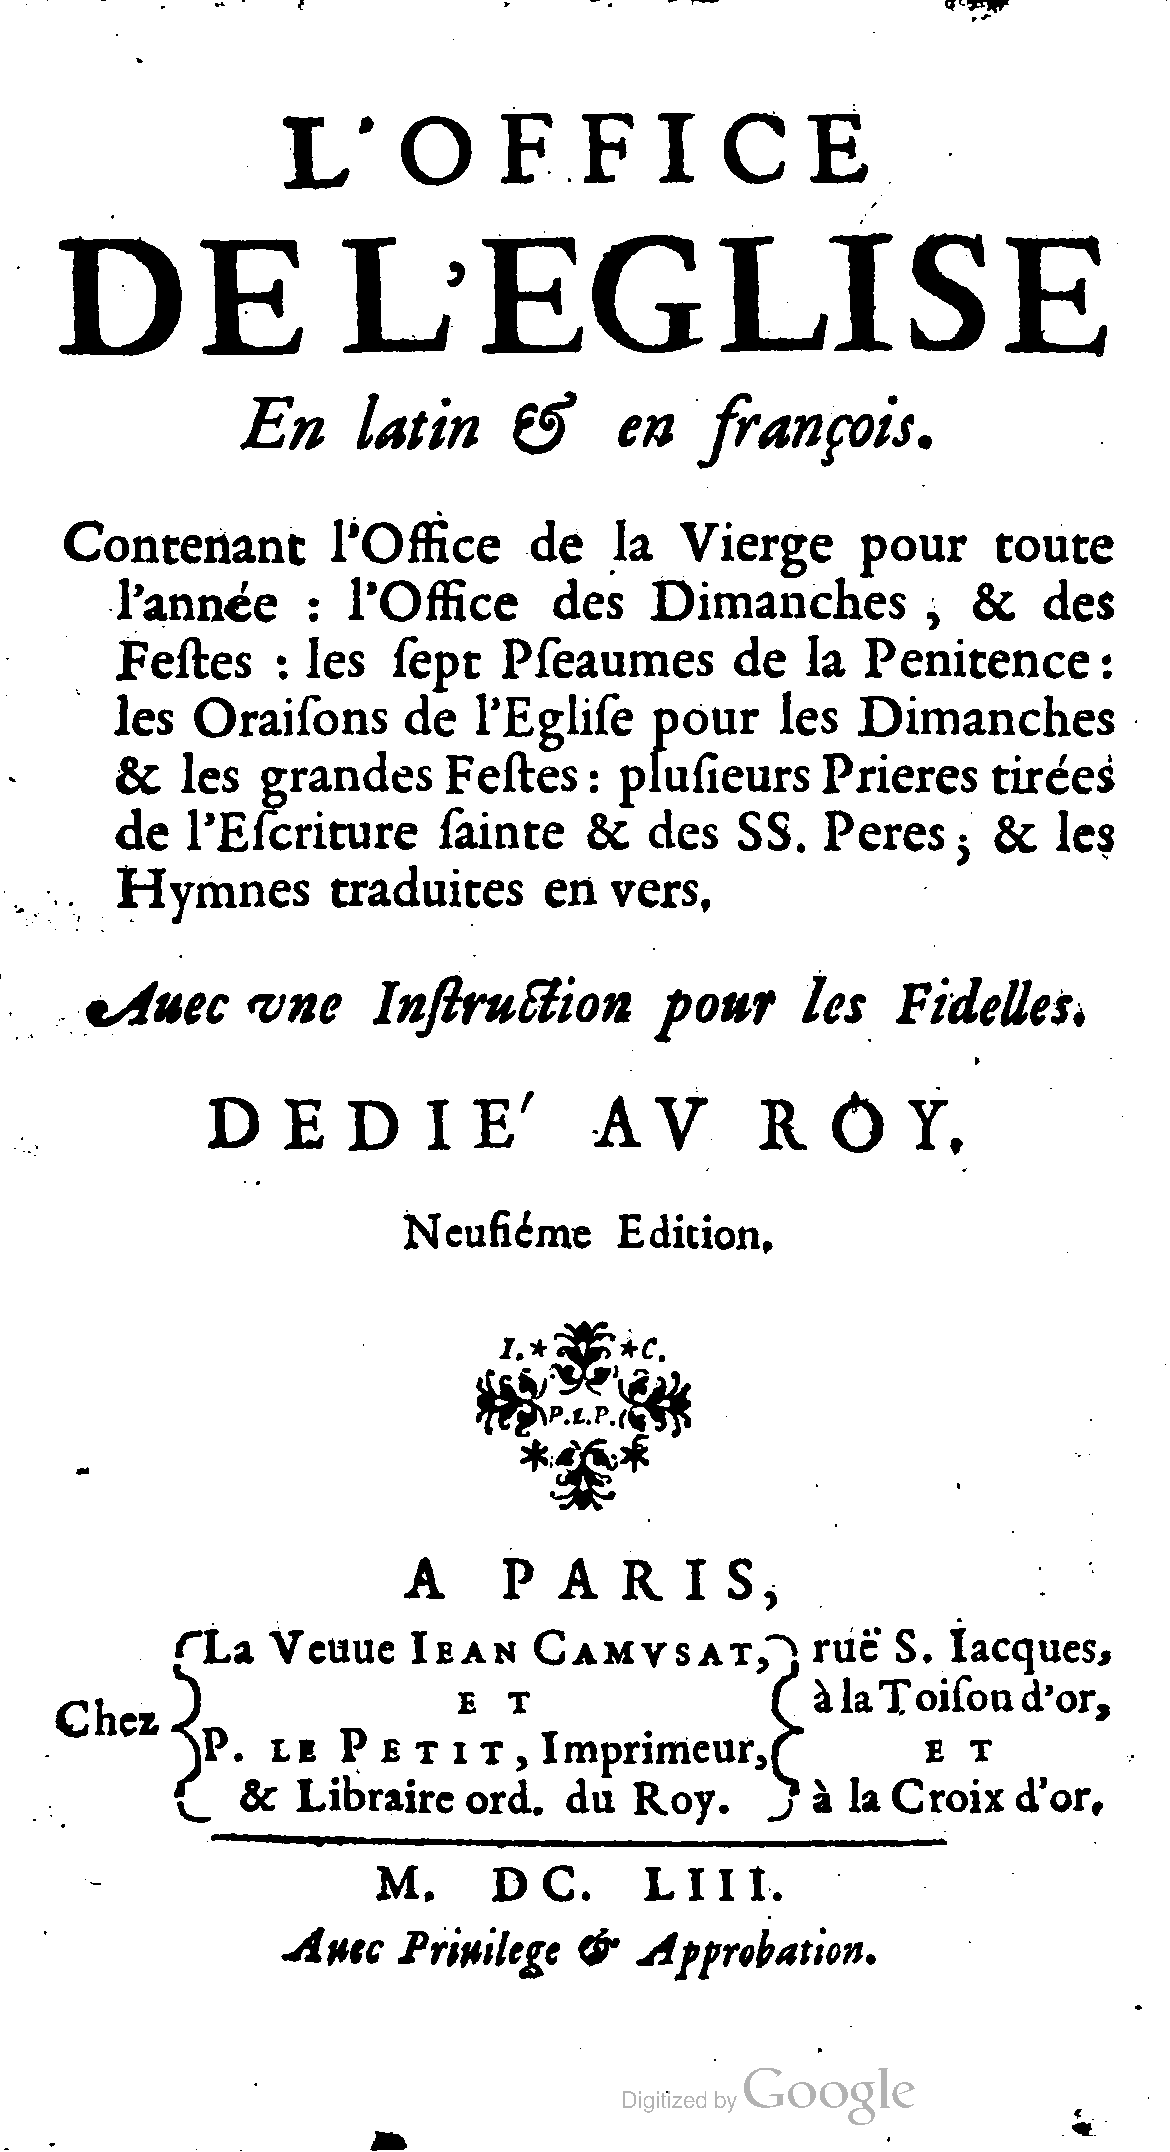 L'OFFICE
DE L'EGLISE
En latin & en françois.
Contenant l'Office de la Vierge pour toute
l'année : l'Office des Dimanches , & des
Feſtes : les ſept Pſeaumes de la Penitence :
les Oraiſons de l'Egliſe pour les Dimanches
& les grandes Feſtes : pluſieurs Prieres tirées
de l'Eſcriture ſainte & des SS. Peres ; & les
Hymnes traduites en vers.
Auec vne Inſtruction pour les Fidelles.
DEDIE' AV ROY.
Neufiéme Edition.
I. * * C.
P.L.P.
* *
A PARIS,
La Veuue IEAN CAMVSAT, ruë S. Iacques,
ET à la Toiſon d'or,
Chez
P. LE PETIT, Imprimeur, ET
& Libraire ord. du Roy. à la Croix d'or,
M. DC. LIII.
Auec Priuilege & Approbation.
Digitized by Google